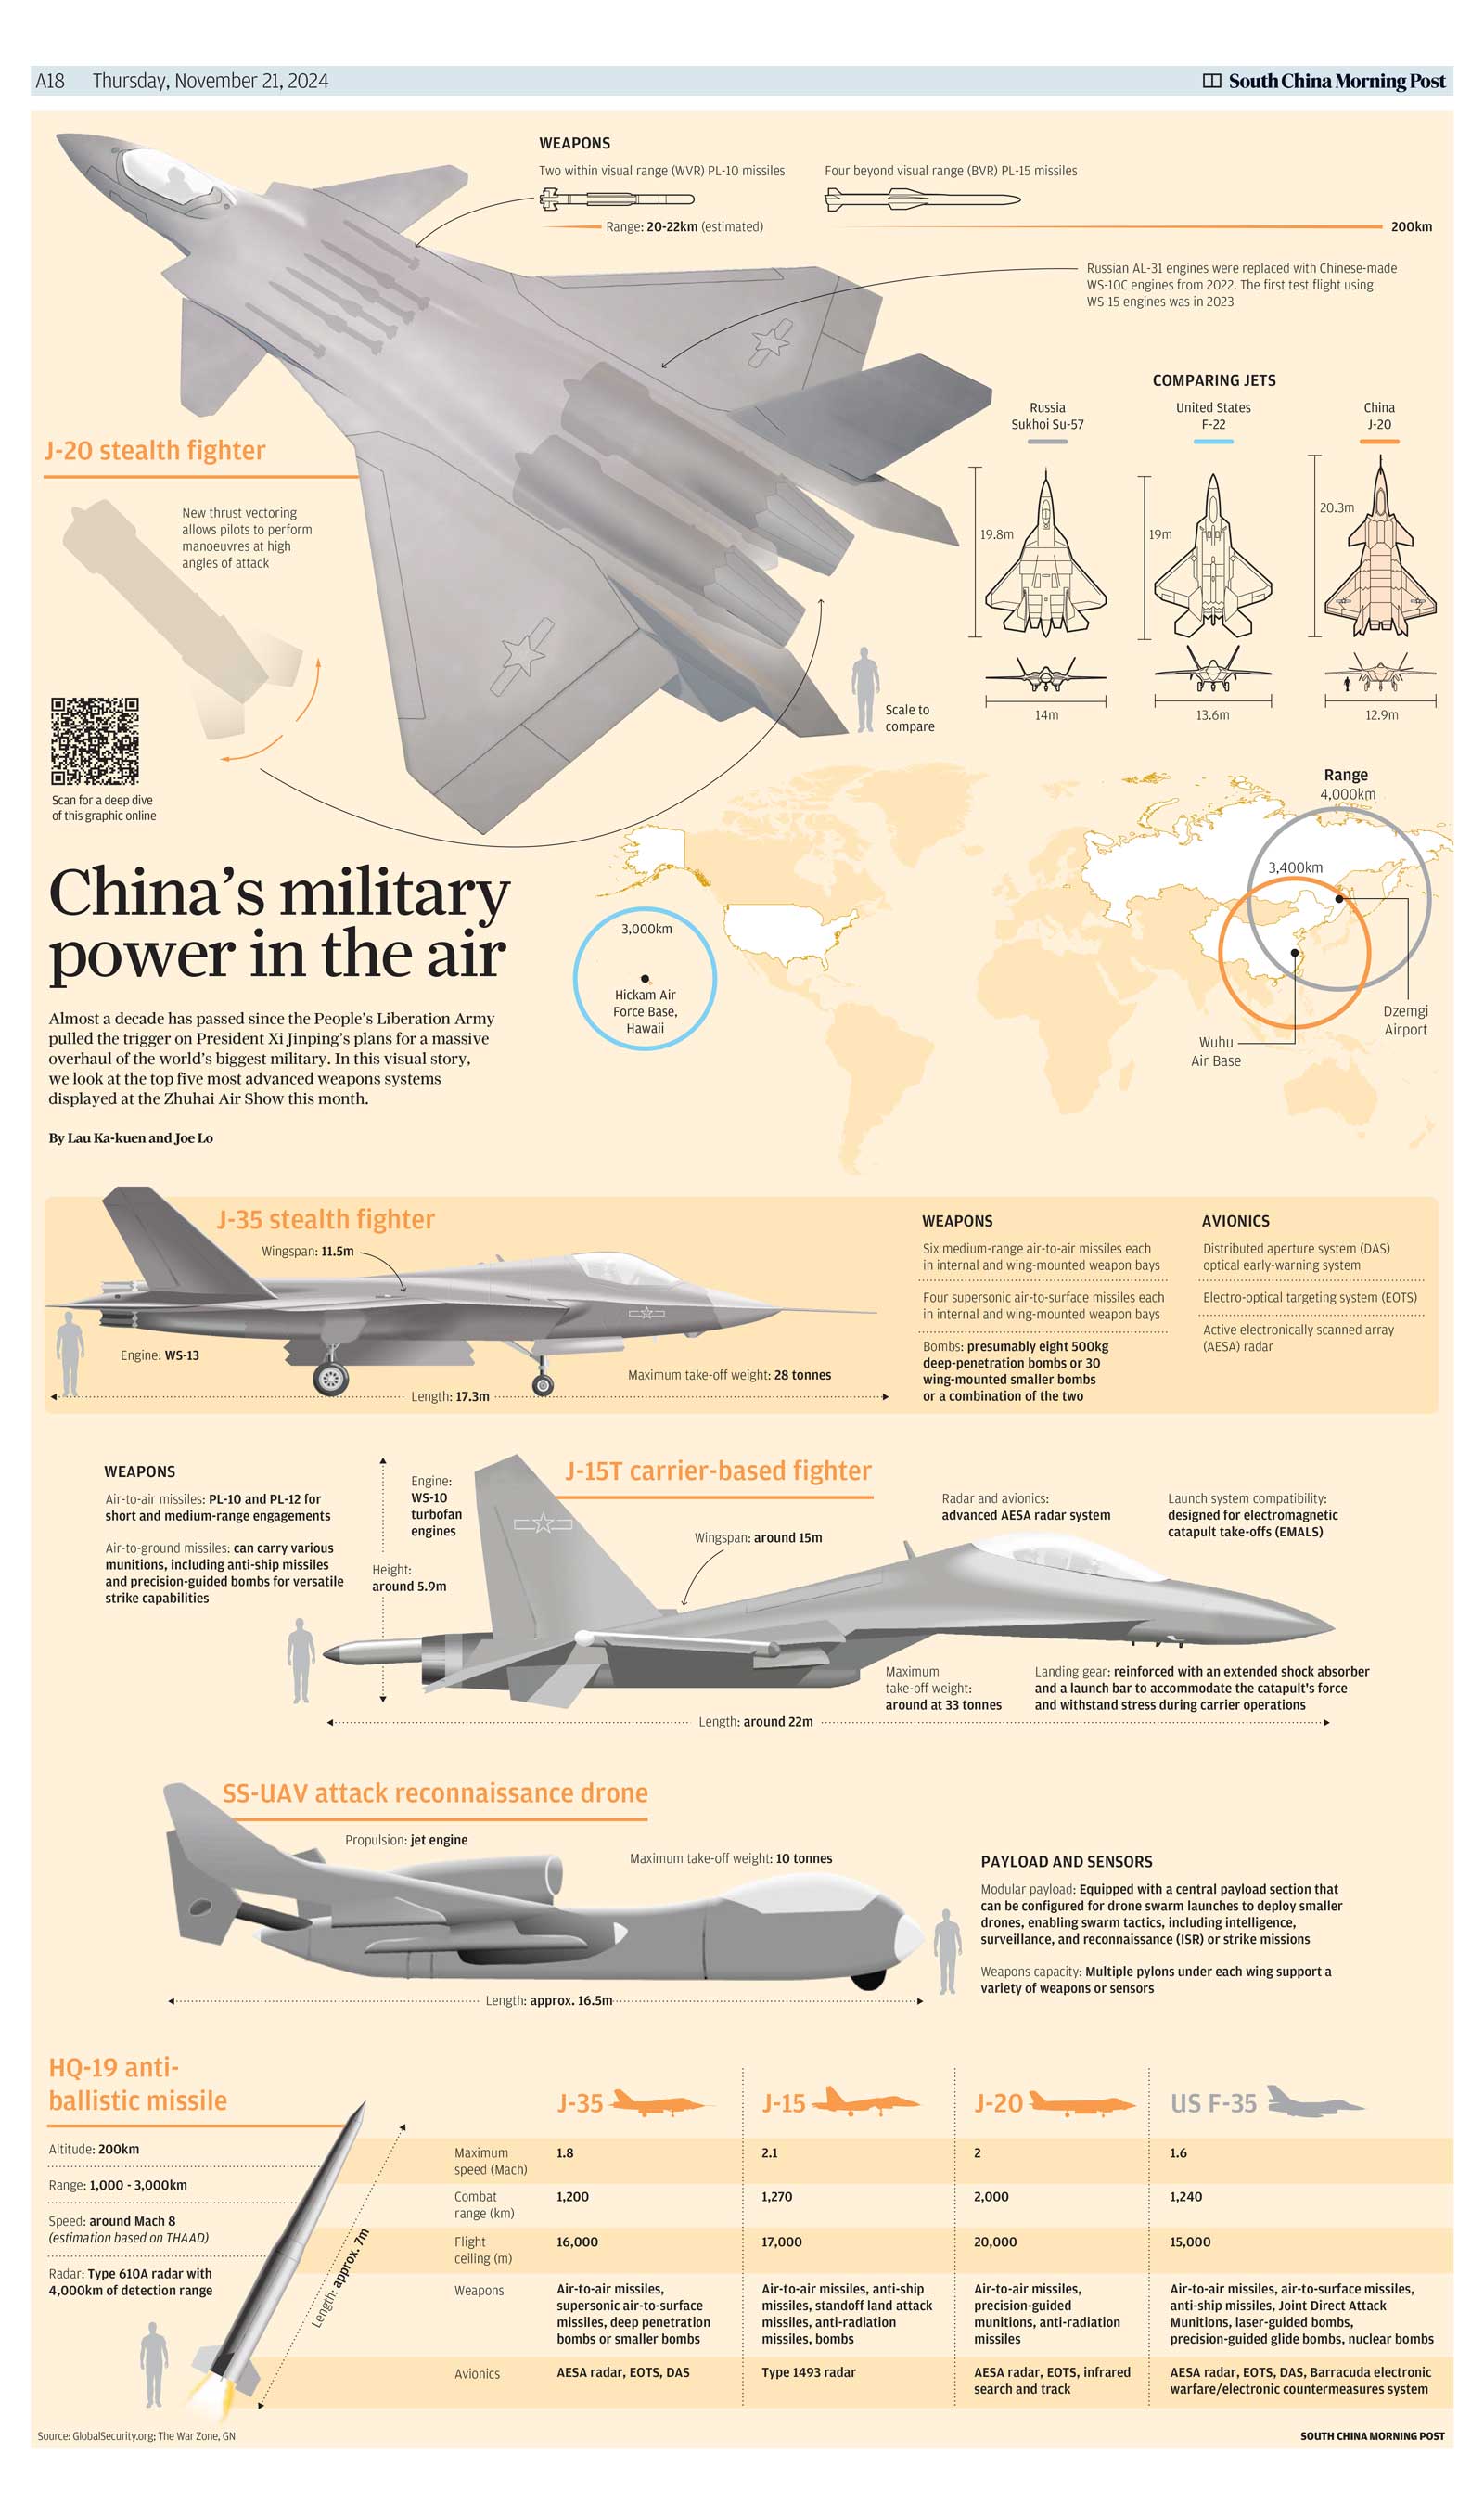 A18 Thursday, November 21, 2024
South China Morning Post
WEAPONS
Two within visual range (WVR) PL-10 missiles
Range: 20-22km (estimated)
Four beyond visual range (BVR) PL-15 missiles
200km
Russian AL-31 engines were replaced with Chinese-made
WS-10C engines from 2022. The first test flight using
WS-15 engines was in 2023
J-20 stealth fighter
New thrust vectoring
allows pilots to perform
manoeuvres at high
angles of attack
Scan for a deep dive
of this graphic online
Scale to
compare
COMPARING JETS
Russia
Sukhoi Su-57
United States
F-22
China
J-20
19.8m
19m
20.3m
14m
13.6m
12.9m
China's military
power in the air
Almost a decade has passed since the People's Liberation Army
pulled the trigger on President Xi Jinping's plans for a massive
overhaul of the world's biggest military. In this visual story,
we look at the top five most advanced weapons systems
displayed at the Zhuhai Air Show this month.
By Lau Ka-kuen and Joe Lo
Range
4,000km
3,400km
3,000km
Hickam Air
Force Base,
Hawaii
Wuhu
Air Base
Dzemgi
Airport
J-35 stealth fighter
Wingspan: 11.5m
Engine: WS-13
Maximum take-off weight: 28 tonnes
Length: 17.3m
WEAPONS
Six medium-range air-to-air missiles each
in internal and wing-mounted weapon bays
Four supersonic air-to-surface missiles each
in internal and wing-mounted weapon bays
Bombs: presumably eight 500kg
deep-penetration bombs or 30
wing-mounted smaller bombs
or a combination of the two
AVIONICS
Distributed aperture system (DAS)
optical early-warning system
Electro-optical targeting system (EOTS)
Active electronically scanned array
(AESA) radar
J-15T carrier-based fighter
WEAPONS
Air-to-air missiles: PL-10 and PL-12 for
short and medium-range engagements
Air-to-ground missiles: can carry various
munitions, including anti-ship missiles
and precision-guided bombs for versatile
strike capabilities
Engine:
WS-10
turbofan
engines
Height:
around 5.9m
Wingspan: around 15m
Radar and avionics:
advanced AESA radar system
Launch system compatibility:
designed for electromagnetic
catapult take-offs (EMALS)
Maximum
take-off weight:
around at 33 tonnes
Landing gear: reinforced with an extended shock absorber
and a launch bar to accommodate the catapult's force
and withstand stress during carrier operations
Length: around 22m
SS-UAV attack reconnaissance drone
Propulsion: jet engine
Maximum take-off weight: 10 tonnes
Length: approx. 16.5m
PAYLOAD AND SENSORS
Modular payload: Equipped with a central payload section that
can be configured for drone swarm launches to deploy smaller
drones, enabling swarm tactics, including intelligence,
surveillance, and reconnaissance (ISR) or strike missions
Weapons capacity: Multiple pylons under each wing support a
variety of weapons or sensors
HQ-19 anti-
ballistic missile
Altitude: 200km
Range: 1,000 - 3,000km
Speed: around Mach 8
(estimation based on THAAD)
Radar: Type 610A radar with
4,000km of detection range
Length: approx. 7m
J-35 J-15 J-20 US F-35
Maximum
speed (Mach)
1.8 2.1 2 1.6
Combat
range (km)
1,200 1,270 2,000 1,240
Flight
ceiling (m)
16,000 17,000 20,000 15,000
Weapons
Air-to-air missiles,
supersonic air-to-surface
missiles, deep penetration
bombs or smaller bombs
Air-to-air missiles, anti-ship
missiles, standoff land attack
missiles, anti-radiation
missiles, bombs
Air-to-air missiles,
precision-guided
munitions, anti-radiation
missiles
Air-to-air missiles, air-to-surface missiles,
anti-ship missiles, Joint Direct Attack
Munitions, laser-guided bombs,
precision-guided glide bombs, nuclear bombs
Avionics
AESA radar, EOTS, DAS
Type 1493 radar
AESA radar, EOTS, infrared
search and track
AESA radar, EOTS, DAS, Barracuda electronic
warfare/electronic countermeasures system
Source: GlobalSecurity.org; The War Zone, GN
SOUTH CHINA MORNING POST